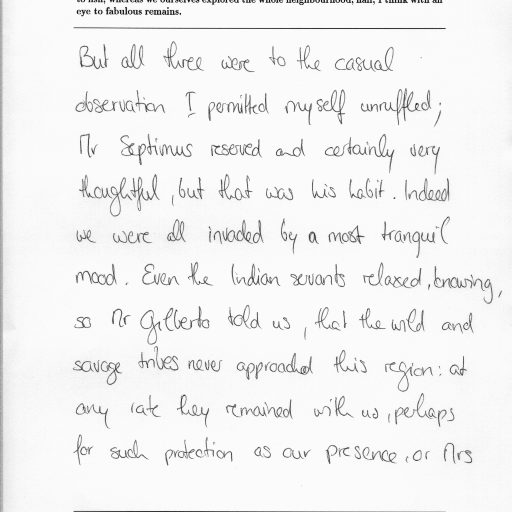 to fish, whereas we ourselves explored the whole neighbourhood, half, I think with an
eye to fabulous remains.
But all three were to the casual
observation I permitted myself unruffled;
Mr Septimus reserved and certainly very
thoughtful, but that was his habit. Indeed
we were all invaded by a most tranquil
mood. Even the Indian servants relaxed, knowing,
so Mr Gilberto told us, that the wild and
savage tribes never approached this region: at
any rate they remained with us, perhaps
for such protection as our presence, or Mrs